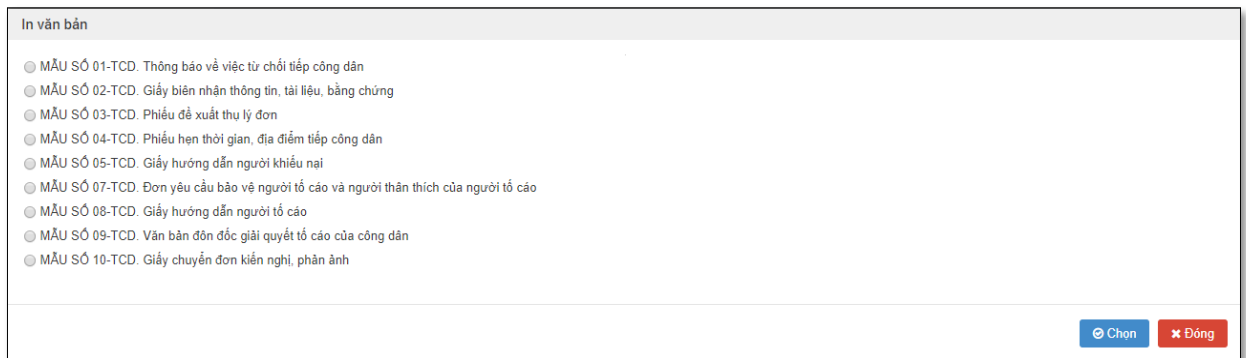 In văn bản
MẪU SỐ 01-TCD. Thông báo về việc từ chối tiếp công dân
MẪU SỐ 02-TCD. Giấy biên nhận thông tin, tài liệu, bằng chứng
MẪU SỐ 03-TCD. Phiếu đề xuất thụ lý đơn
MẪU SỐ 04-TCD. Phiếu hẹn thời gian, địa điểm tiếp công dân
MẪU SỐ 05-TCD. Giấy hướng dẫn người khiếu nại
MẪU SỐ 07-TCD. Đơn yêu cầu bảo vệ người tố cáo và người thân thích của người tố cáo
MẪU SỐ 08-TCD. Giấy hướng dẫn người tố cáo
MẪU SỐ 09-TCD. Văn bản đôn đốc giải quyết tố cáo của công dân
MẪU SỐ 10-TCD. Giấy chuyển đơn kiến nghị, phản ánh
Chọn Đóng